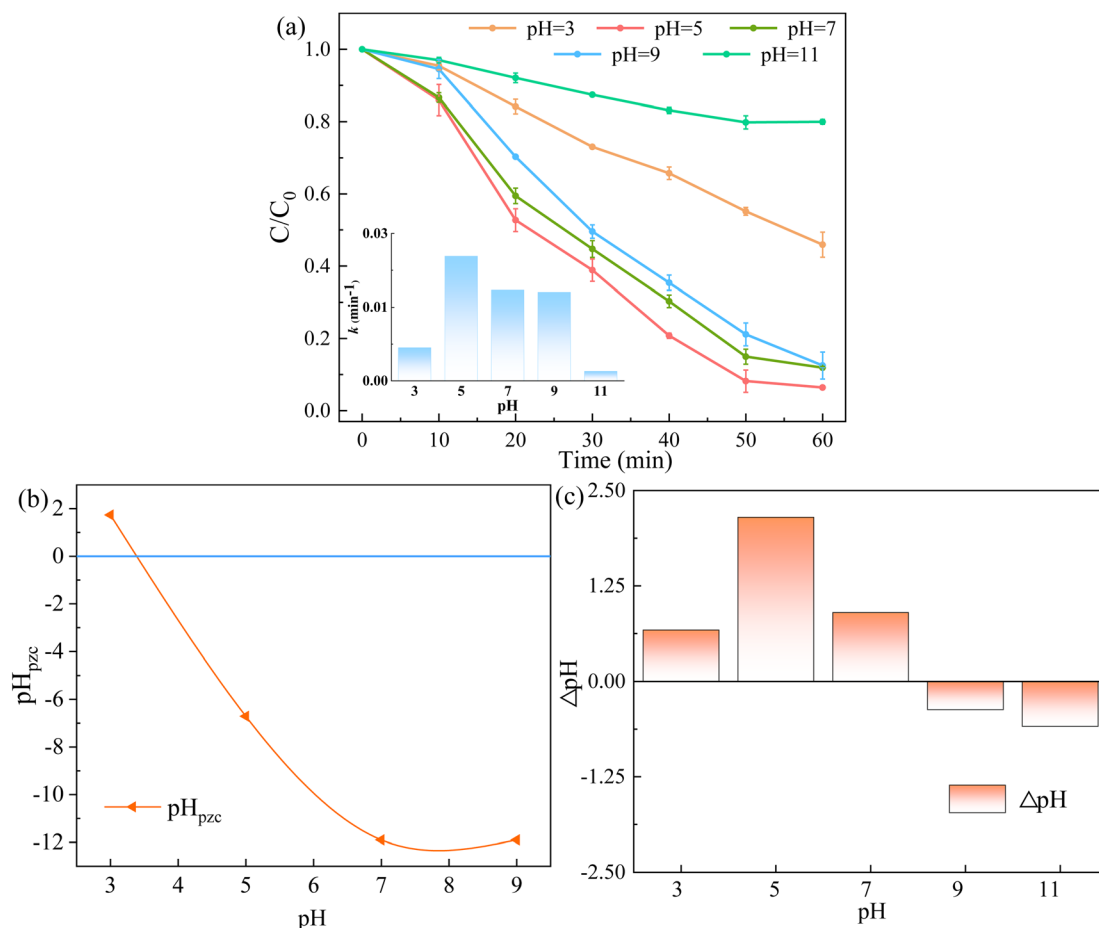 (a)
pH=3 pH=5 pH=7
pH=9 pH=11
1.0
0.8
0.6
0.4
0.2
0.0
C/C₀
0.03
0.01
0.00
k (min⁻¹)
3 5 7 9 11
pH
0 10 20 30 40 50 60
Time (min)
(b)
2
0
-2
-4
-6
-8
-10
-12
pHpzc
pHpzc
3 4 5 6 7 8 9
pH
(c)
2.50
1.25
0.00
-1.25
-2.50
△pH
△pH
3 5 7 9 11
pH